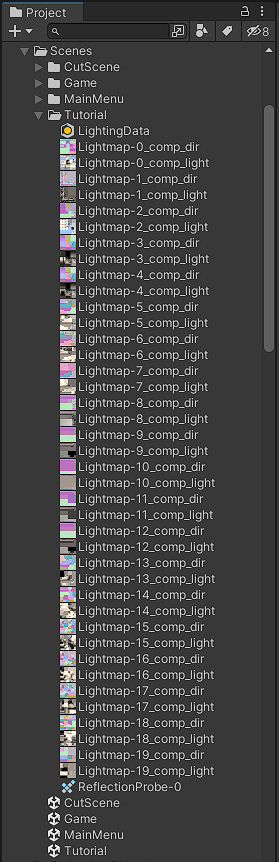 Project
8
Scenes
CutScene
Game
MainMenu
Tutorial
LightingData
Lightmap-0_comp_dir
Lightmap-0_comp_light
Lightmap-1_comp_dir
Lightmap-1_comp_light
Lightmap-2_comp_dir
Lightmap-2_comp_light
Lightmap-3_comp_dir
Lightmap-3_comp_light
Lightmap-4_comp_dir
Lightmap-4_comp_light
Lightmap-5_comp_dir
Lightmap-5_comp_light
Lightmap-6_comp_dir
Lightmap-6_comp_light
Lightmap-7_comp_dir
Lightmap-7_comp_light
Lightmap-8_comp_dir
Lightmap-8_comp_light
Lightmap-9_comp_dir
Lightmap-9_comp_light
Lightmap-10_comp_dir
Lightmap-10_comp_light
Lightmap-11_comp_dir
Lightmap-11_comp_light
Lightmap-12_comp_dir
Lightmap-12_comp_light
Lightmap-13_comp_dir
Lightmap-13_comp_light
Lightmap-14_comp_dir
Lightmap-14_comp_light
Lightmap-15_comp_dir
Lightmap-15_comp_light
Lightmap-16_comp_dir
Lightmap-16_comp_light
Lightmap-17_comp_dir
Lightmap-17_comp_light
Lightmap-18_comp_dir
Lightmap-18_comp_light
Lightmap-19_comp_dir
Lightmap-19_comp_light
ReflectionProbe-0
CutScene
Game
MainMenu
Tutorial